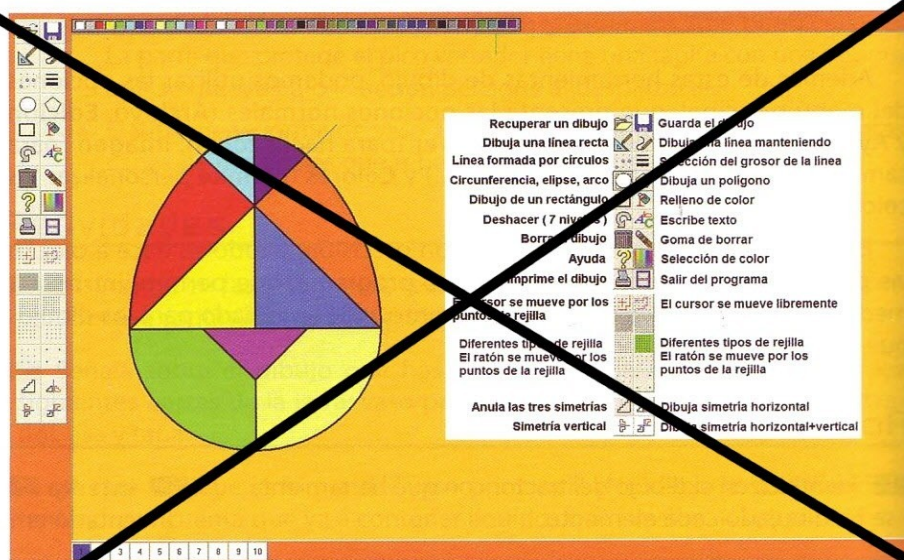 Recuperar un dibujo Guarda el dibujo
Dibuja una línea recta Dibuja una línea manteniendo
Línea formada por círculos Selección del grosor de la línea
Circunferencia, elipse, arco Dibuja un polígono
Dibujo de un rectángulo Relleno de color
Deshacer ( 7 niveles ) Escribe texto
Borra dibujo Goma de borrar
Ayuda Selección de color
Imprime el dibujo Salir del programa
El cursor se mueve por los
puntos de rejilla
El cursor se mueve libremente
Diferentes tipos de rejilla
El ratón se mueve por los
puntos de la rejilla
Diferentes tipos de rejilla
El ratón se mueve por los
puntos de la rejilla
Anula las tres simetrías Dibuja simetría horizontal
Simetría vertical Dibuja simetría horizontal+vertical
3 4 5 6 7 8 9 10